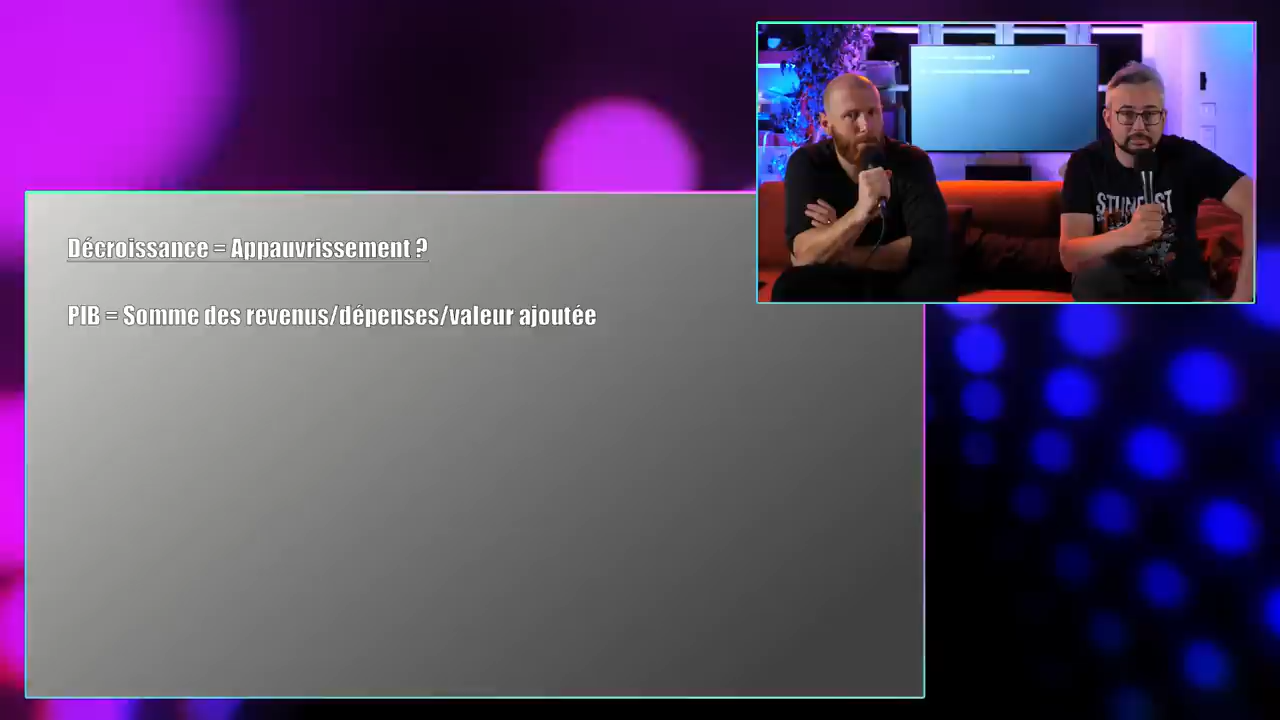 Décroissance = Appauvrissement ?
PIB = Somme des revenus/dépenses/valeur ajoutée